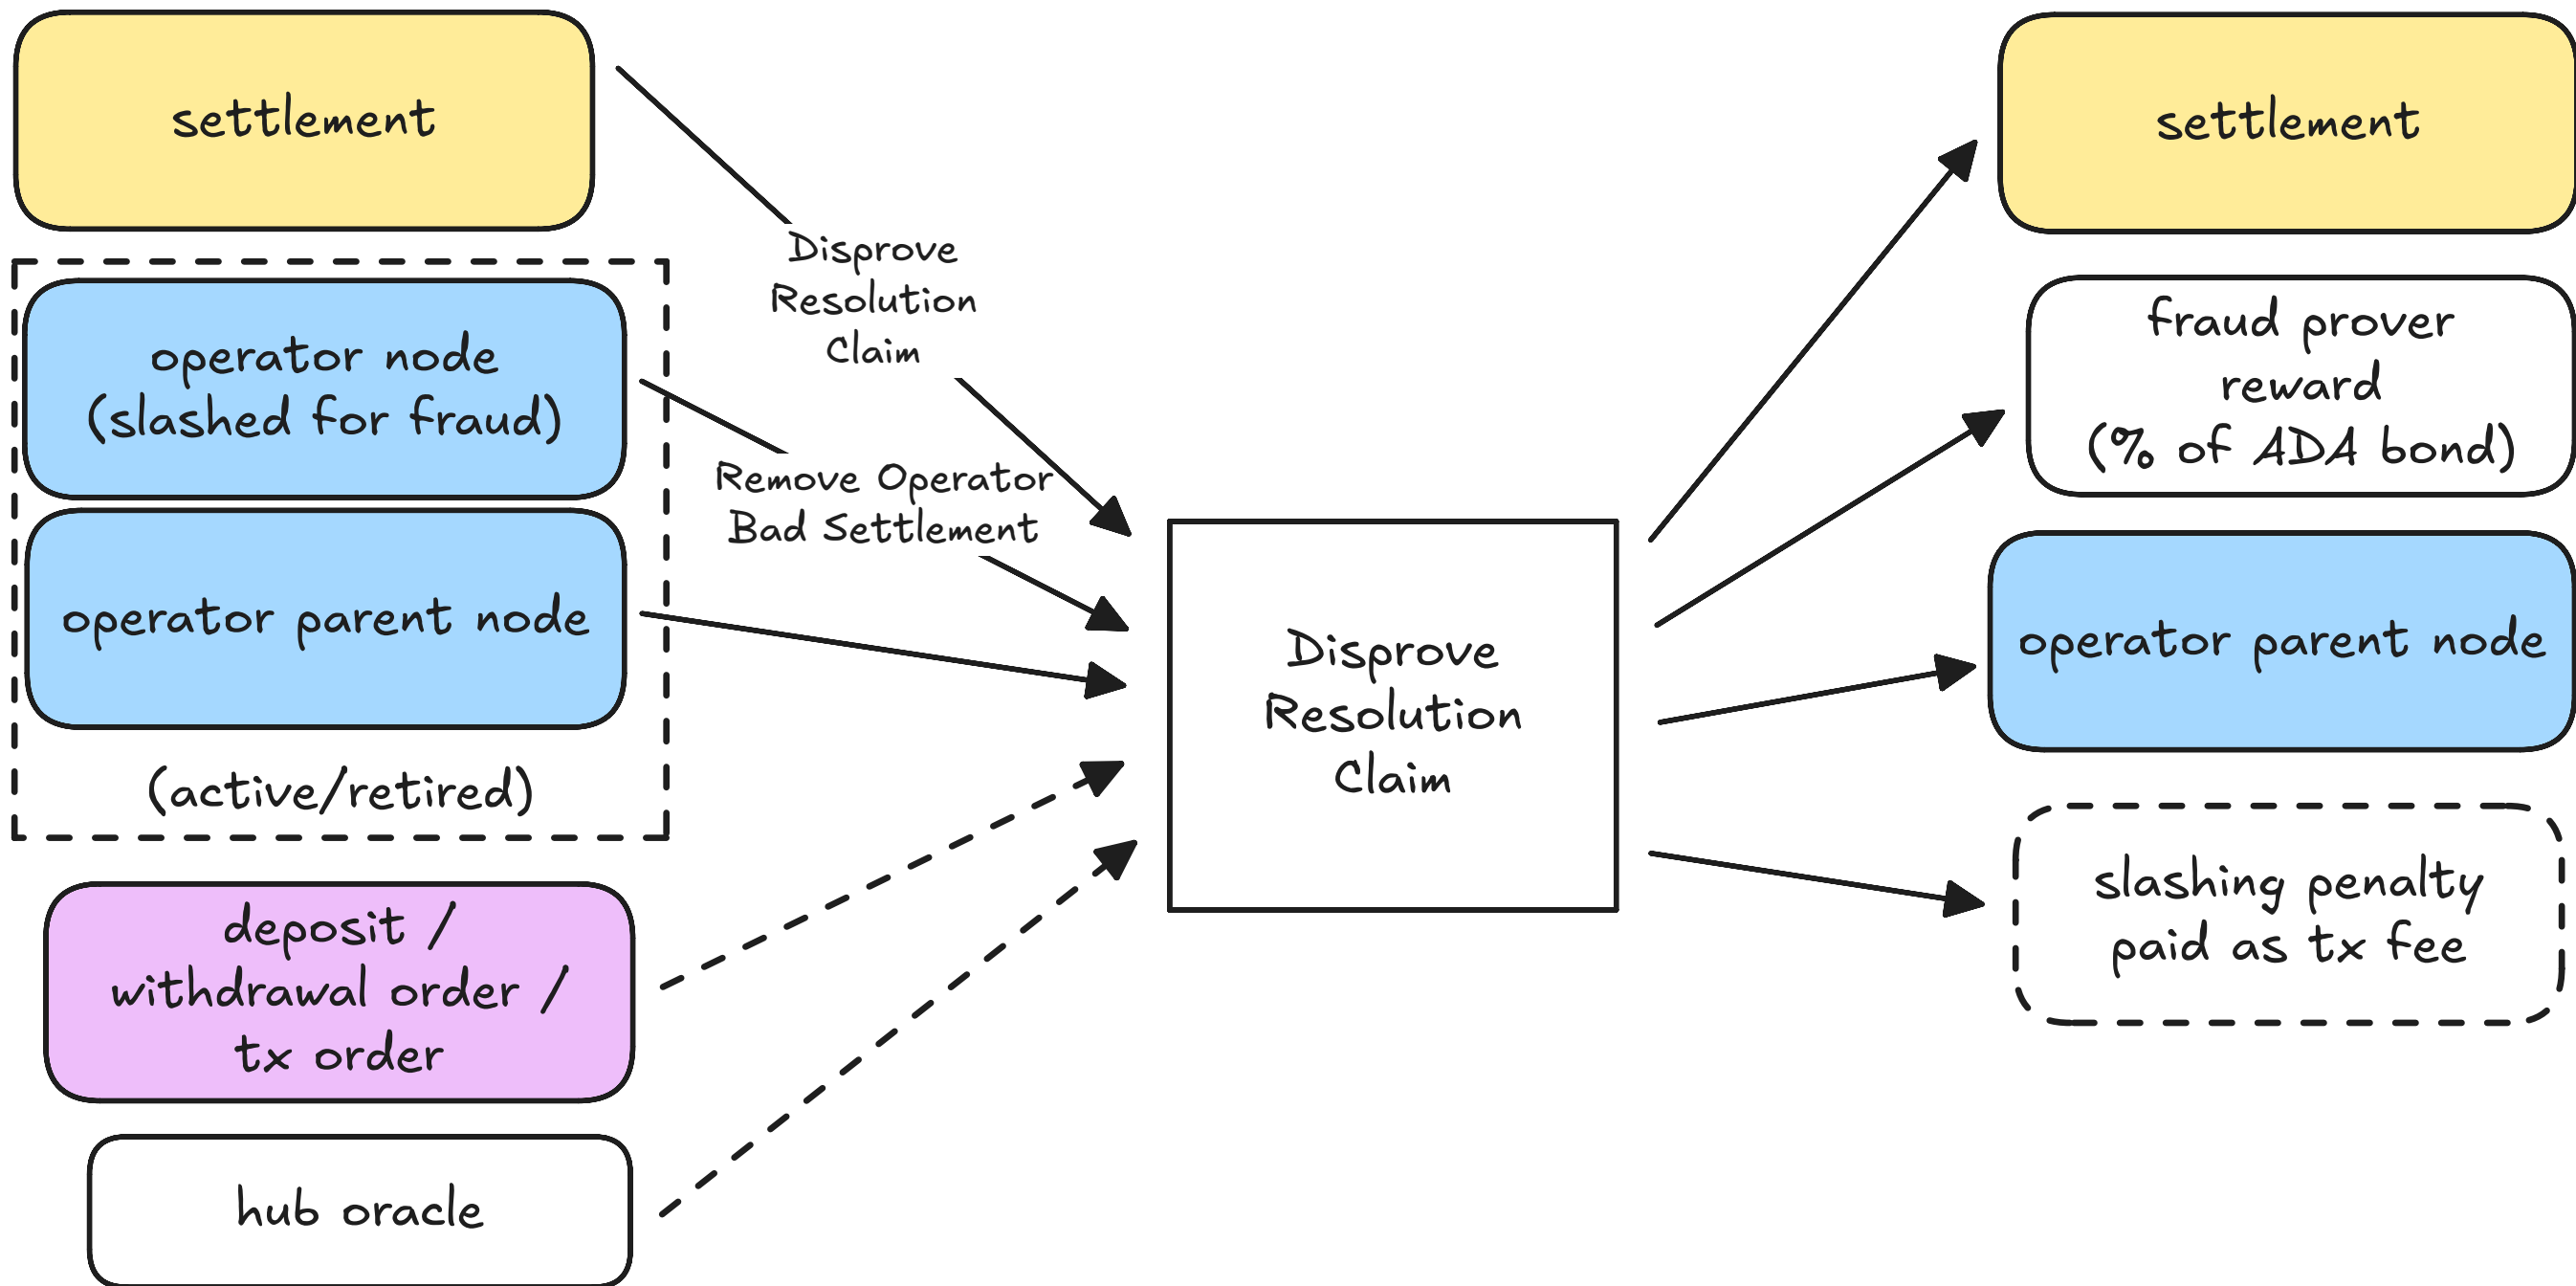 settlement
operator node
(slashed for fraud)
operator parent node
(active/retired)
deposit /
withdrawal order /
tx order
hub oracle
Disprove
Resolution
Claim
Remove Operator
Bad Settlement
Disprove
Resolution
Claim
settlement
fraud prover
reward
(% of ADA bond)
operator parent node
slashing penalty
paid as tx fee